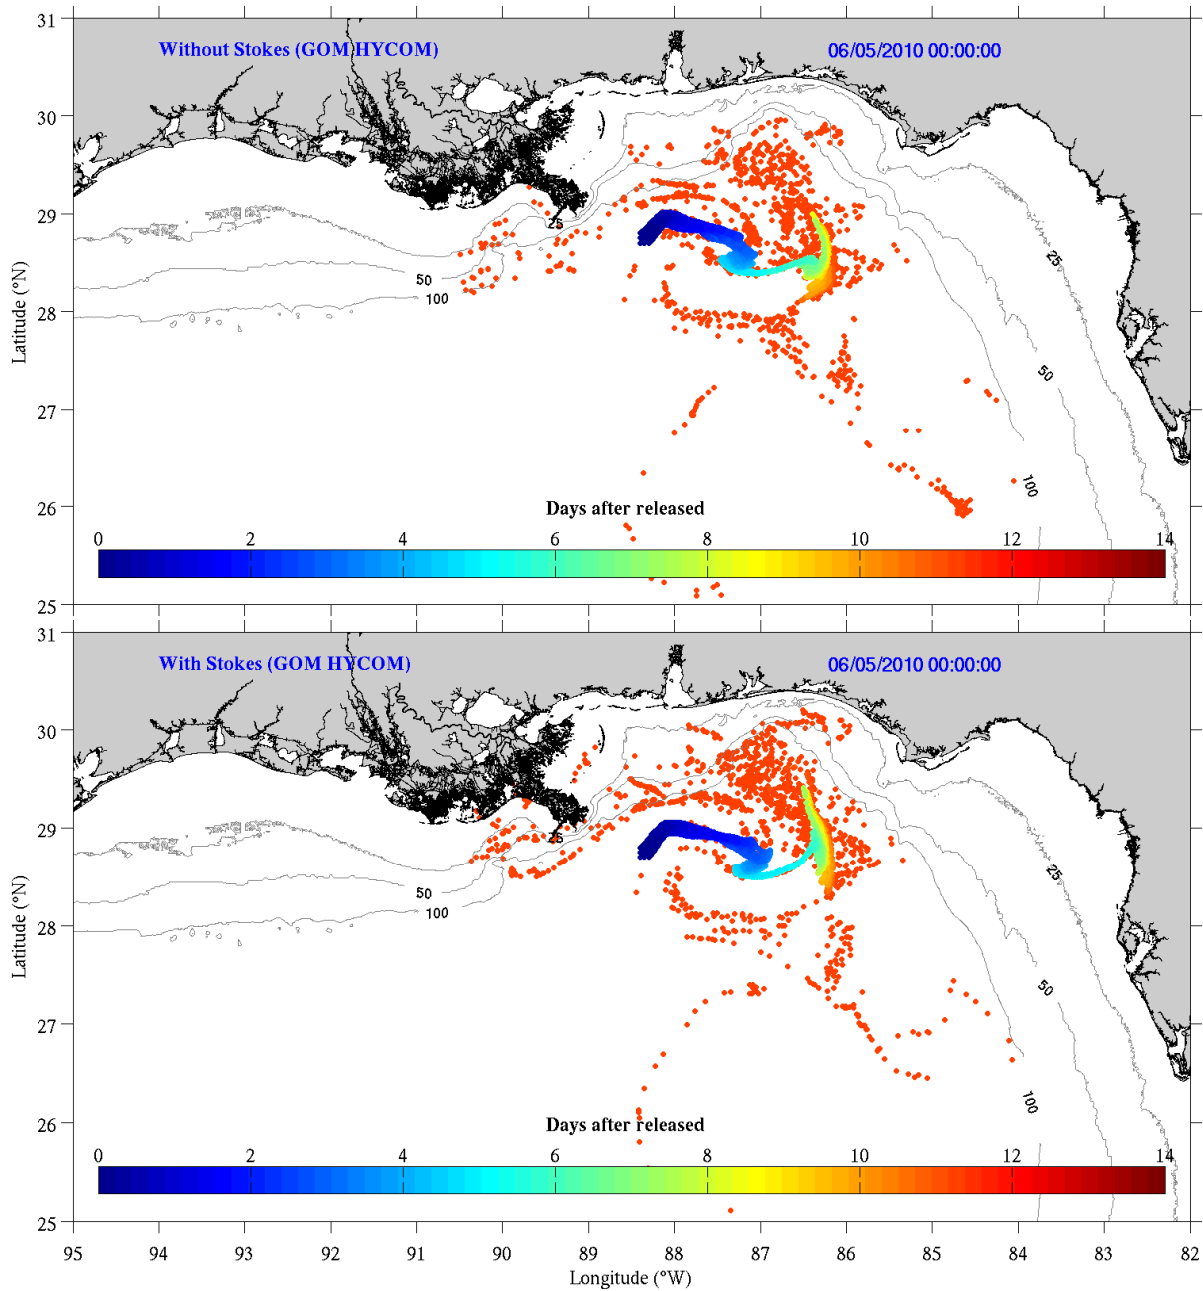 31
Without Stokes (GOM HYCOM)
06/05/2010 00:00:00
30
29
25
25
50
28
100
50
27
100
26
Days after released
0 2 4 6 8 10 12 14
25
Latitude (°N)
31
With Stokes (GOM HYCOM)
06/05/2010 00:00:00
30
29
25
25
50
28
100
50
27
100
26
Days after released
0 2 4 6 8 10 12 14
25
Latitude (°N)
95 94 93 92 91 90 89 88 87 86 85 84 83 82
Longitude (°W)